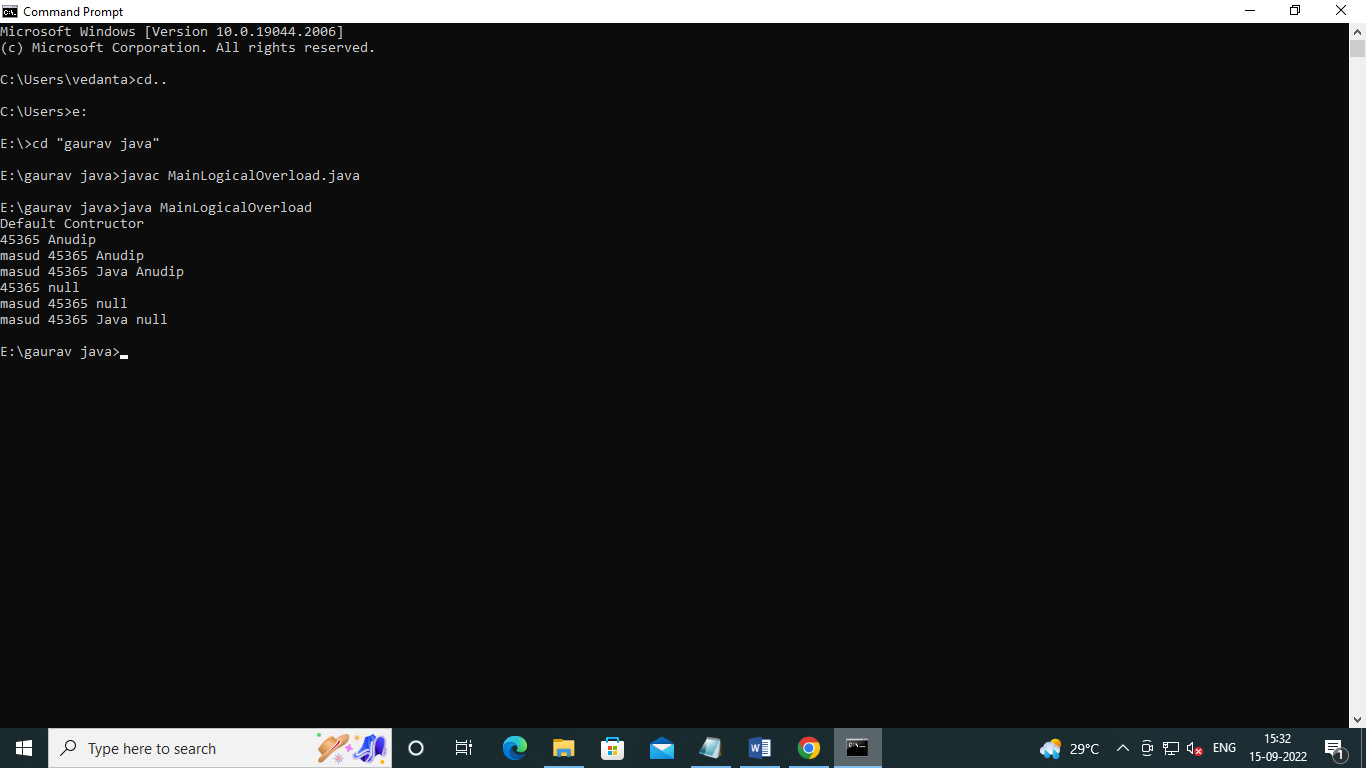 Command Prompt
Microsoft Windows [Version 10.0.19044.2006]
(c) Microsoft Corporation. All rights reserved.
C:\Users\vedanta>cd..
C:\Users>e:
E:\>cd "gaurav java"
E:\gaurav java>javac MainLogicalOverload.java
E:\gaurav java>java MainLogicalOverload
Default Contructor
45365 Anudip
masud 45365 Anudip
masud 45365 Java Anudip
45365 null
masud 45365 null
masud 45365 Java null
E:\gaurav java>
Type here to search
29°C
ENG
15:32
15-09-2022
1